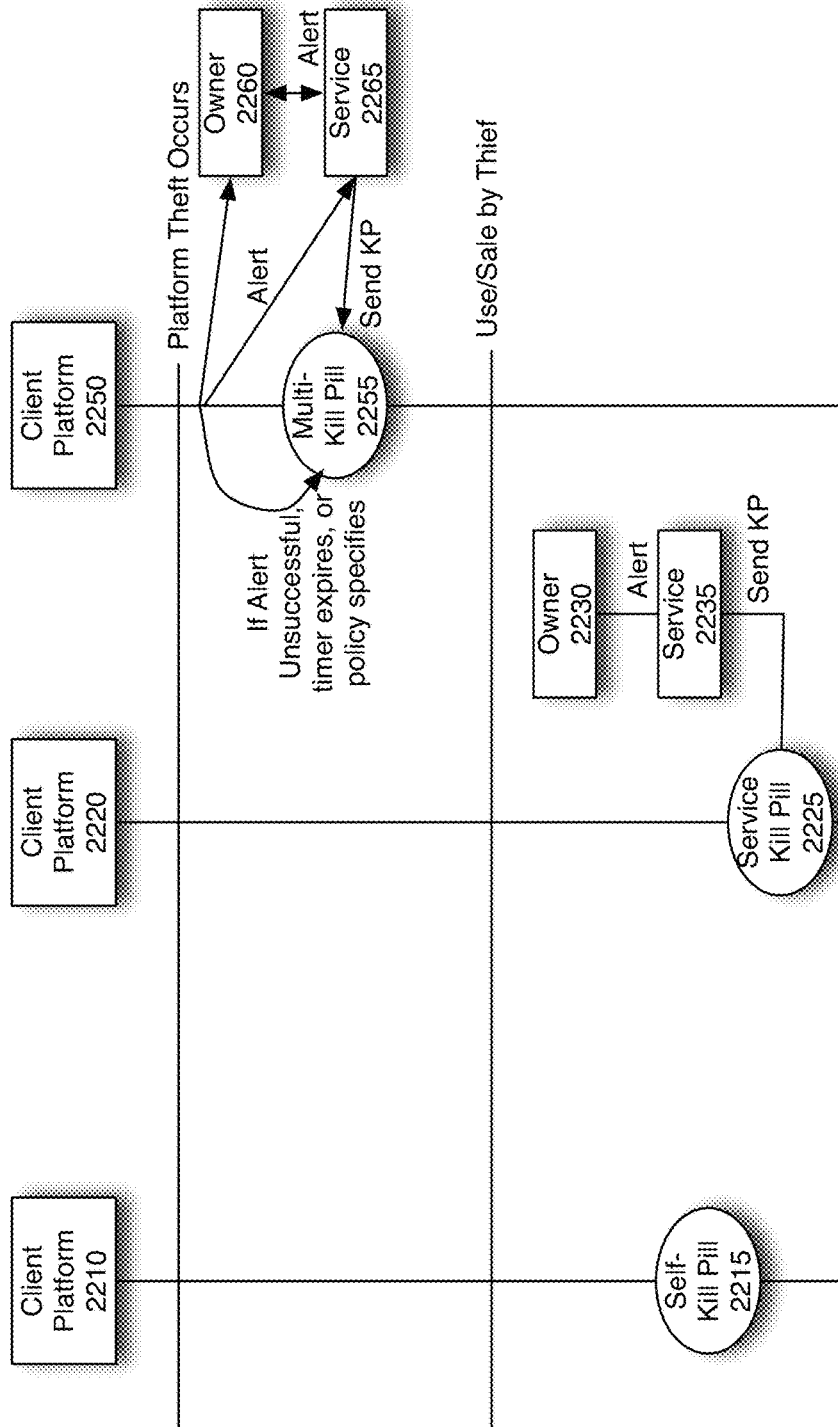 Client
Platform
2210
Client
Platform
2220
Client
Platform
2250
Platform Theft Occurs
Owner
2260
Alert
Service
2265
Alert
Send KP
Multi-
Kill Pill
2255
If Alert
Unsuccessful,
timer expires, or
policy specifies
Use/Sale by Thief
Owner
2230
Alert
Service
2235
Send KP
Self-
Kill Pill
2215
Service
Kill Pill
2225